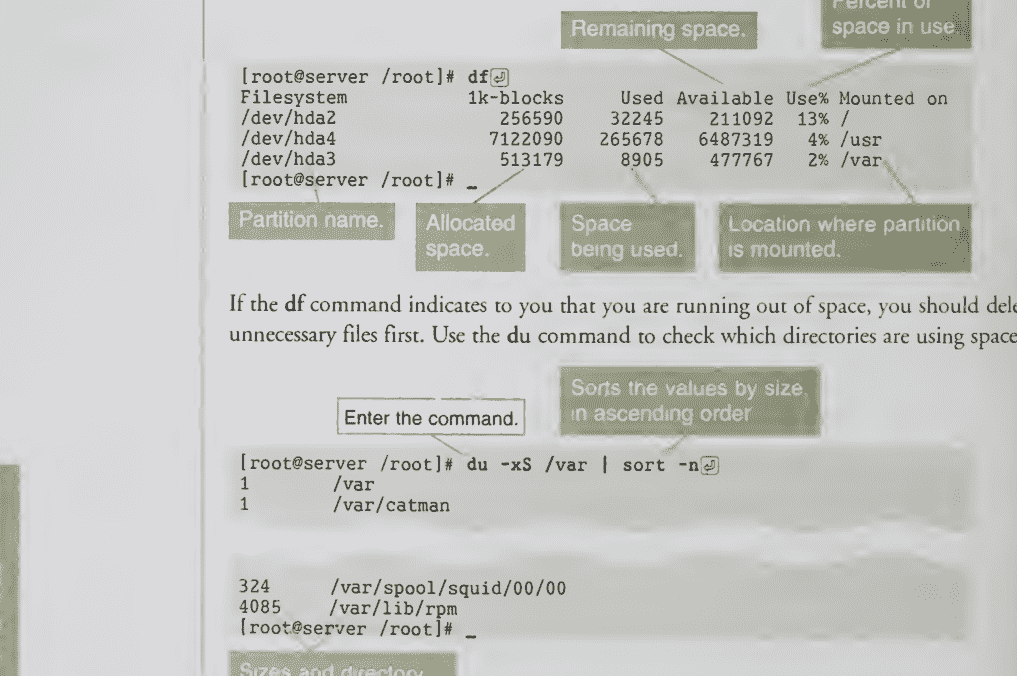 Percent of
Remaining space.
space in use
[root@server /root]# df⏎
Filesystem 1k-blocks Used Available Use% Mounted on
/dev/hda2 256590 32245 211092 13% /
/dev/hda4 7122090 265678 6487319 4% /usr
/dev/hda3 513179 8905 477767 2% /var
[root@server /root]# _
Partition name.
Allocated
space.
Space
being used.
Location where partition
is mounted.
If the df command indicates to you that you are running out of space, you should dele
unnecessary files first. Use the du command to check which directories are using space
Sorts the values by size,
in ascending order
Enter the command.
[root@server /root]# du -xS /var | sort -n⏎
1 /var
1 /var/catman
324 /var/spool/squid/00/00
4085 /var/lib/rpm
[root@server /root]# _
Sizes and directory